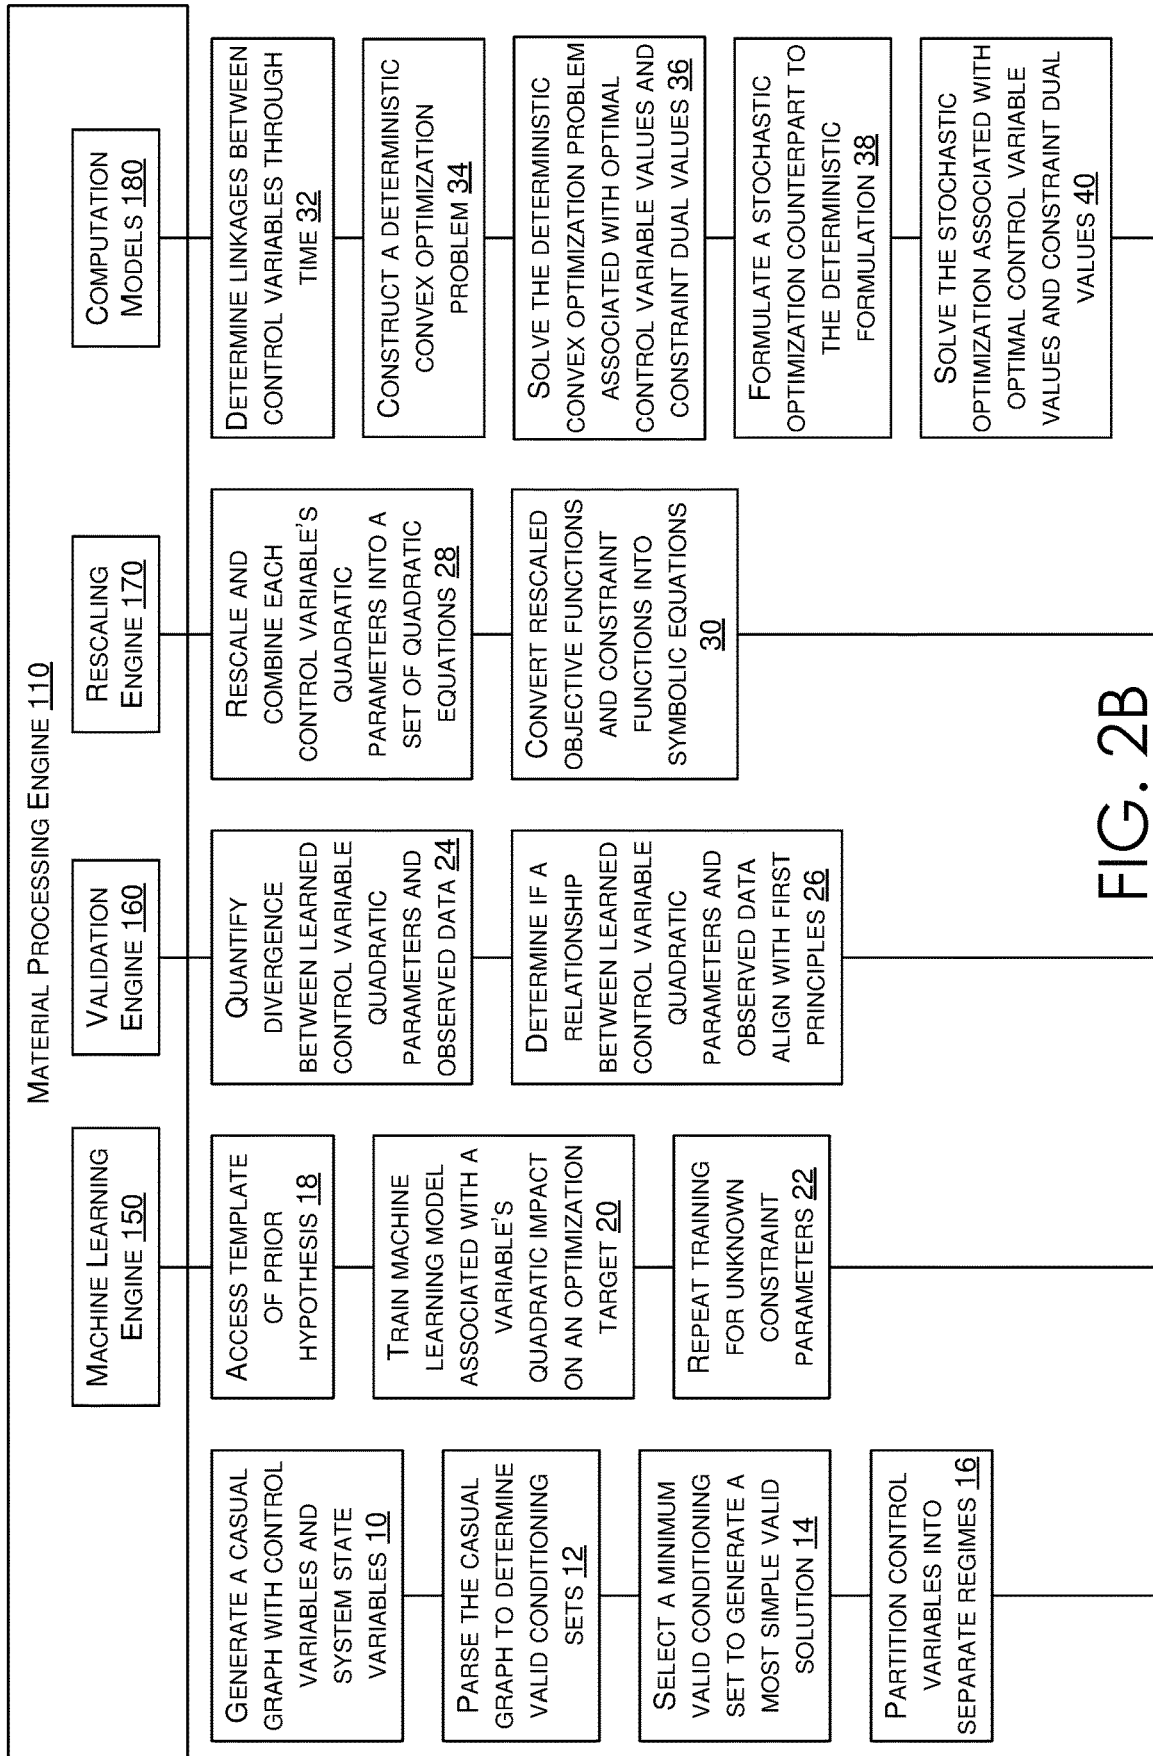 MATERIAL PROCESSING ENGINE 110
MACHINE LEARNING
ENGINE 150
VALIDATION
ENGINE 160
RESCALING
ENGINE 170
COMPUTATION
MODELS 180
GENERATE A CASUAL
GRAPH WITH CONTROL
VARIABLES AND
SYSTEM STATE
VARIABLES 10
PARSE THE CASUAL
GRAPH TO DETERMINE
VALID CONDITIONING
SETS 12
SELECT A MINIMUM
VALID CONDITIONING
SET TO GENERATE A
MOST SIMPLE VALID
SOLUTION 14
PARTITION CONTROL
VARIABLES INTO
SEPARATE REGIMES 16
ACCESS TEMPLATE
OF PRIOR
HYPOTHESIS 18
TRAIN MACHINE
LEARNING MODEL
ASSOCIATED WITH A
VARIABLE'S
QUADRATIC IMPACT
ON AN OPTIMIZATION
TARGET 20
REPEAT TRAINING
FOR UNKNOWN
CONSTRAINT
PARAMETERS 22
QUANTIFY
DIVERGENCE
BETWEEN LEARNED
CONTROL VARIABLE
QUADRATIC
PARAMETERS AND
OBSERVED DATA 24
DETERMINE IF A
RELATIONSHIP
BETWEEN LEARNED
CONTROL VARIABLE
QUADRATIC
PARAMETERS AND
OBSERVED DATA
ALIGN WITH FIRST
PRINCIPLES 26
RESCALE AND
COMBINE EACH
CONTROL VARIABLE'S
QUADRATIC
PARAMETERS INTO A
SET OF QUADRATIC
EQUATIONS 28
CONVERT RESCALED
OBJECTIVE FUNCTIONS
AND CONSTRAINT
FUNCTIONS INTO
SYMBOLIC EQUATIONS
30
DETERMINE LINKAGES BETWEEN
CONTROL VARIABLES THROUGH
TIME 32
CONSTRUCT A DETERMINISTIC
CONVEX OPTIMIZATION
PROBLEM 34
SOLVE THE DETERMINISTIC
CONVEX OPTIMIZATION PROBLEM
ASSOCIATED WITH OPTIMAL
CONTROL VARIABLE VALUES AND
CONSTRAINT DUAL VALUES 36
FORMULATE A STOCHASTIC
OPTIMIZATION COUNTERPART TO
THE DETERMINISTIC
FORMULATION 38
SOLVE THE STOCHASTIC
OPTIMIZATION ASSOCIATED WITH
OPTIMAL CONTROL VARIABLE
VALUES AND CONSTRAINT DUAL
VALUES 40
FIG. 2B